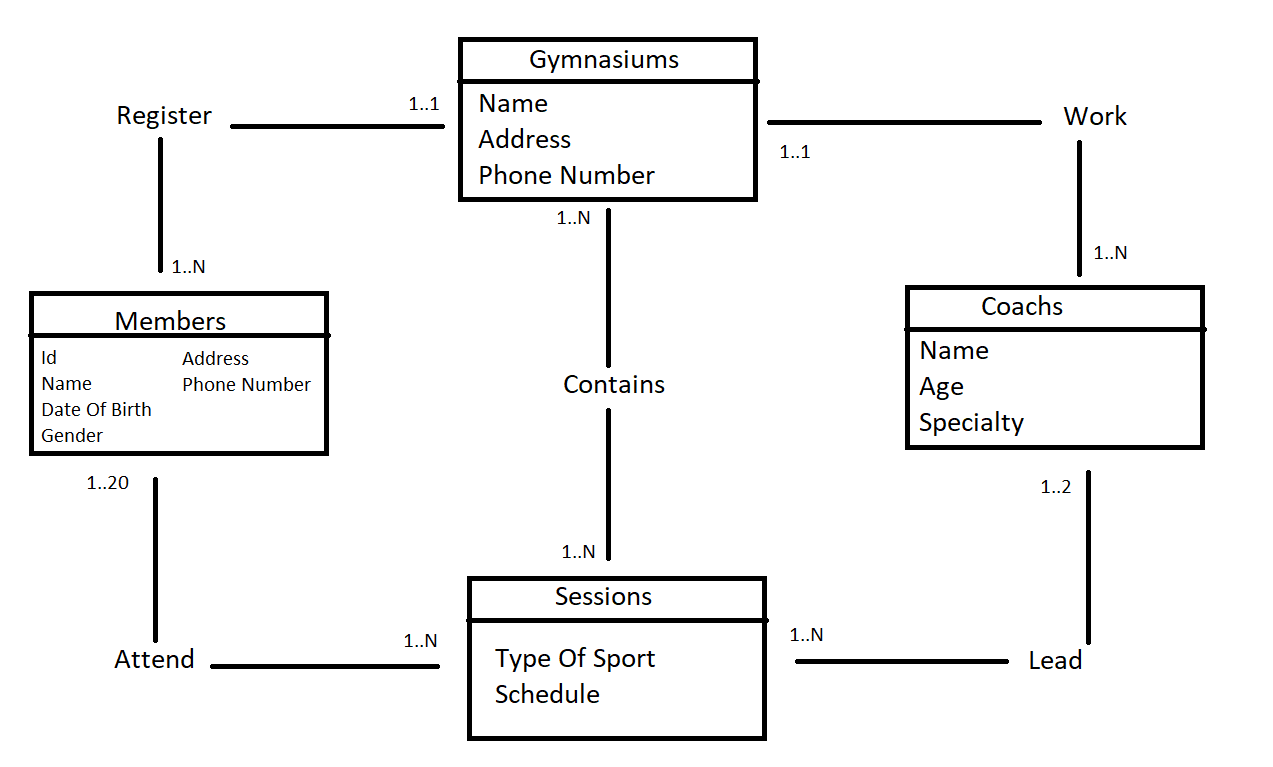 Gymnasiums
Name
Address
Phone Number
Register
1..1
1..1
Work
1..N
1..N
1..N
Members
Id
Name
Date Of Birth
Gender
Address
Phone Number
Contains
Coachs
Name
Age
Specialty
1..20
1..2
1..N
Sessions
Type Of Sport
Schedule
Attend
1..N
1..N
Lead